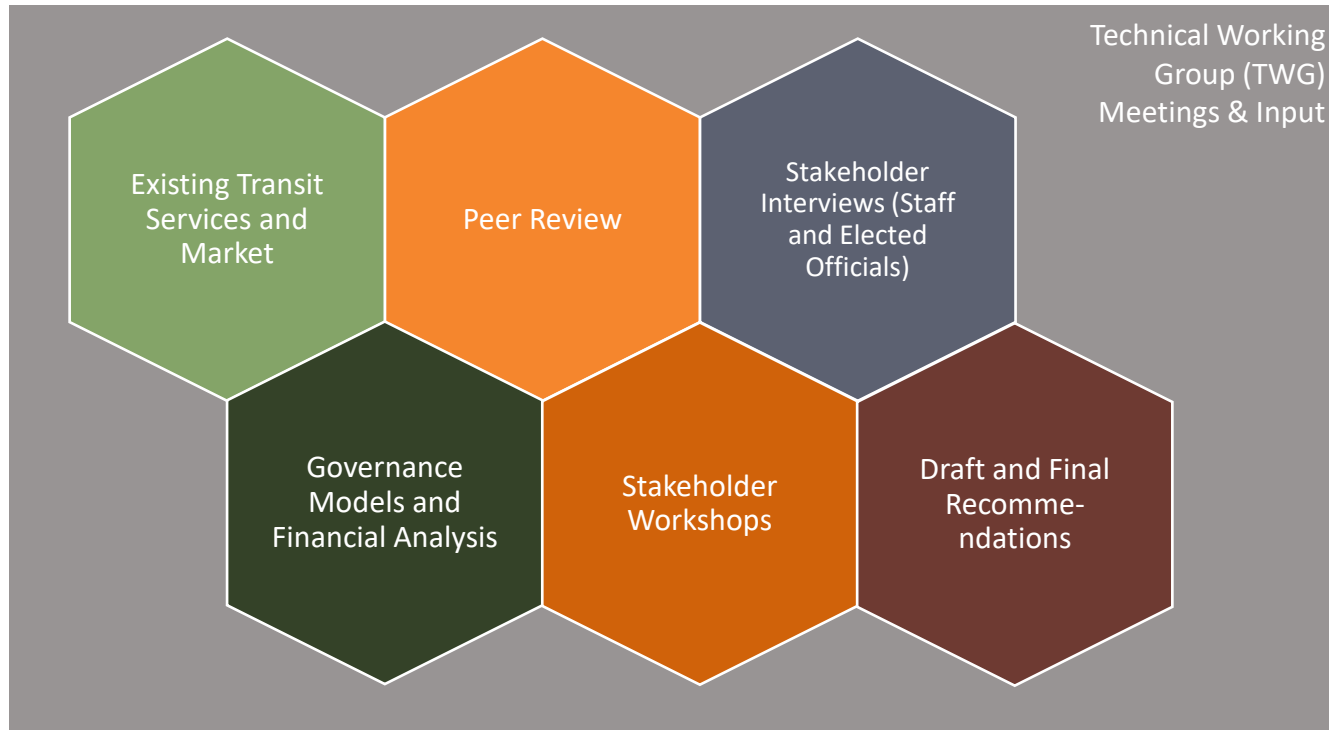 Technical Working
Group (TWG)
Meetings & Input
Existing Transit
Services and
Market
Peer Review
Stakeholder
Interviews (Staff
and Elected
Officials)
Governance
Models and
Financial Analysis
Stakeholder
Workshops
Draft and Final
Recomme-
ndations